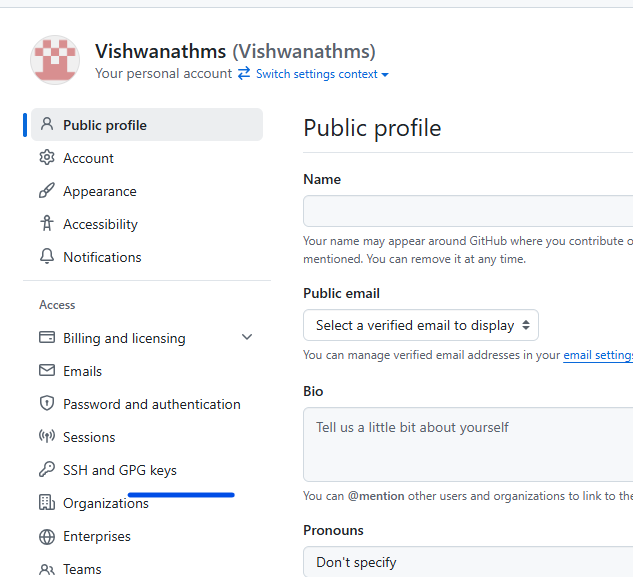 Vishwanathms (Vishwanathms)
Your personal account Switch settings context
Public profile
Account
Appearance
Accessibility
Notifications
Access
Billing and licensing
Emails
Password and authentication
Sessions
SSH and GPG keys
Organizations
Enterprises
Teams
Public profile
Name
Your name may appear around GitHub where you contribute o
mentioned. You can remove it at any time.
Public email
Select a verified email to display
You can manage verified email addresses in your email settings
Bio
Tell us a little bit about yourself
You can @mention other users and organizations to link to the
Pronouns
Don't specify